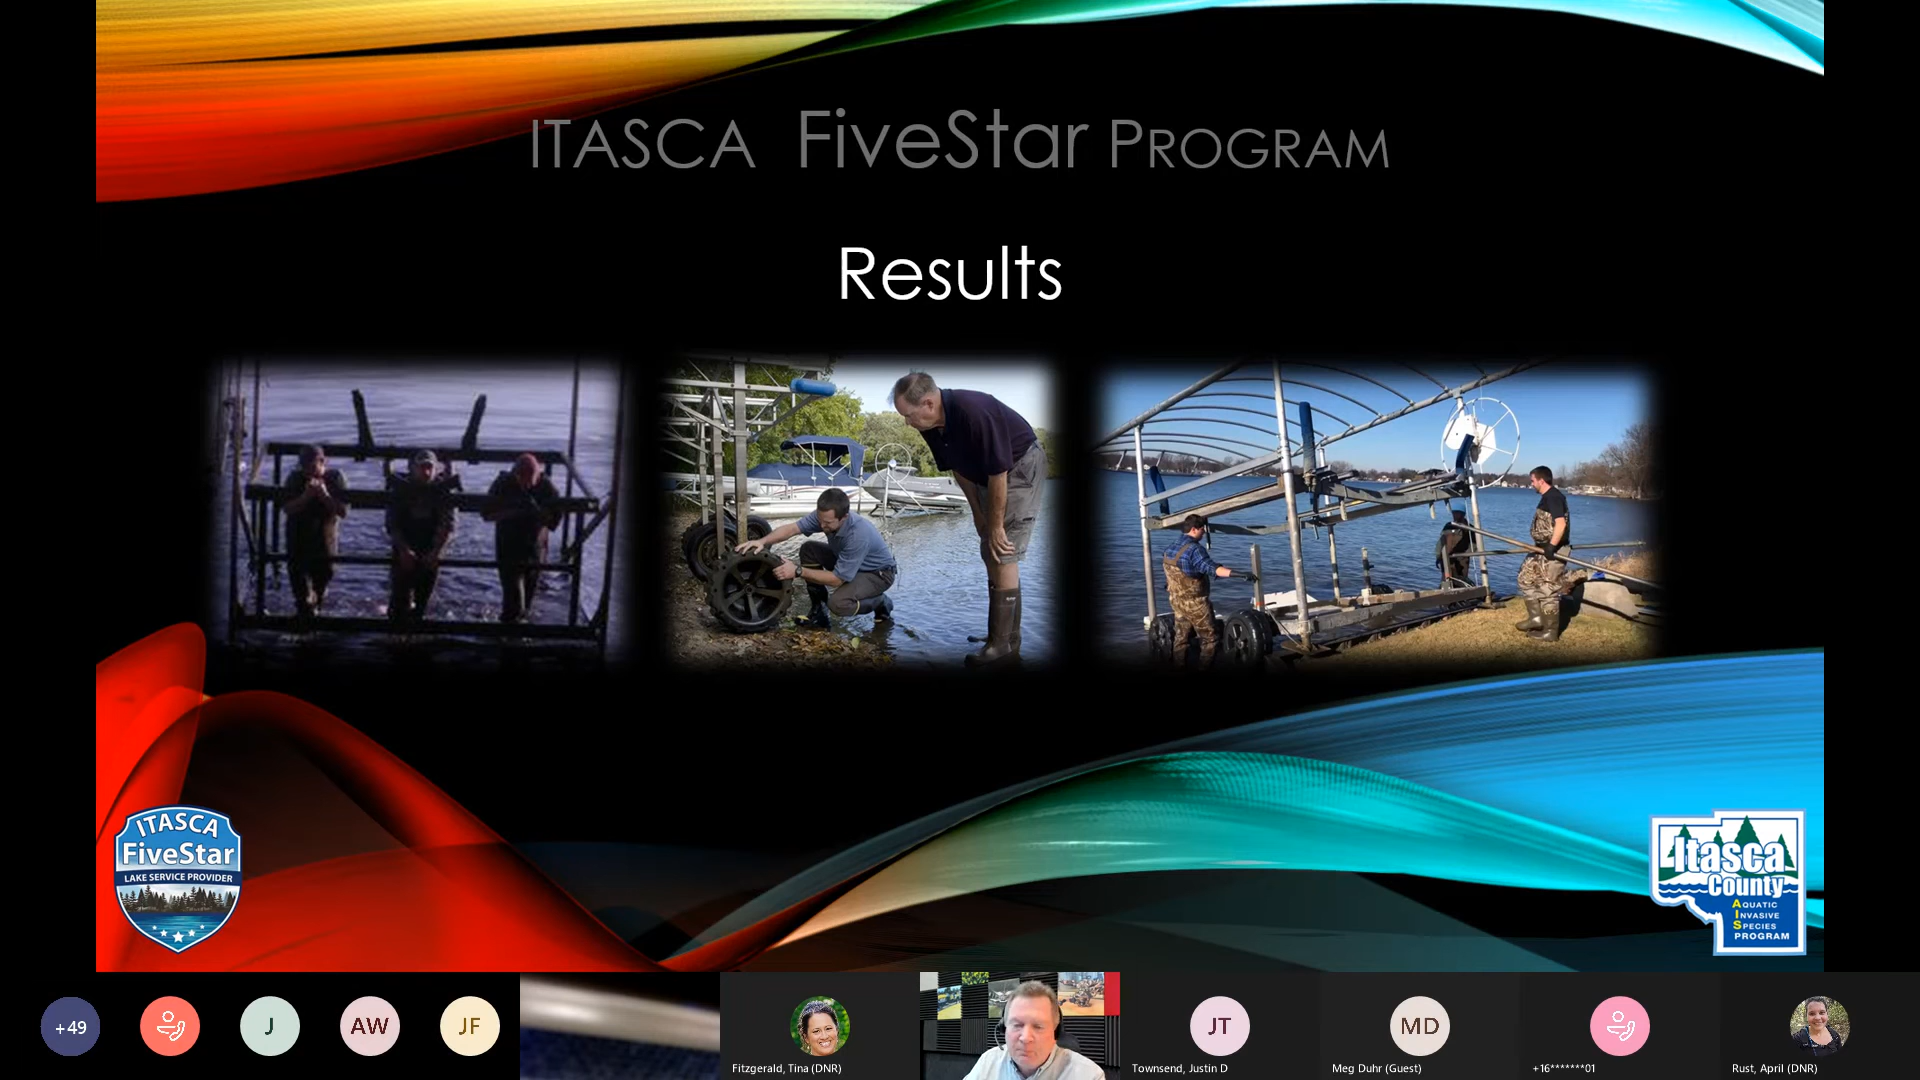 ITASCA FiveStar PROGRAM
Results
ITASCA
FiveStar
LAKE SERVICE PROVIDER
Itasca
County
AQUATIC
INVASIVE
SPECIES
PROGRAM
+49
J
AW
JF
Fitzgerald, Tina (DNR)
JT
Townsend, Justin D
MD
Meg Duhr (Guest)
+16*******01
Rust, April (DNR)